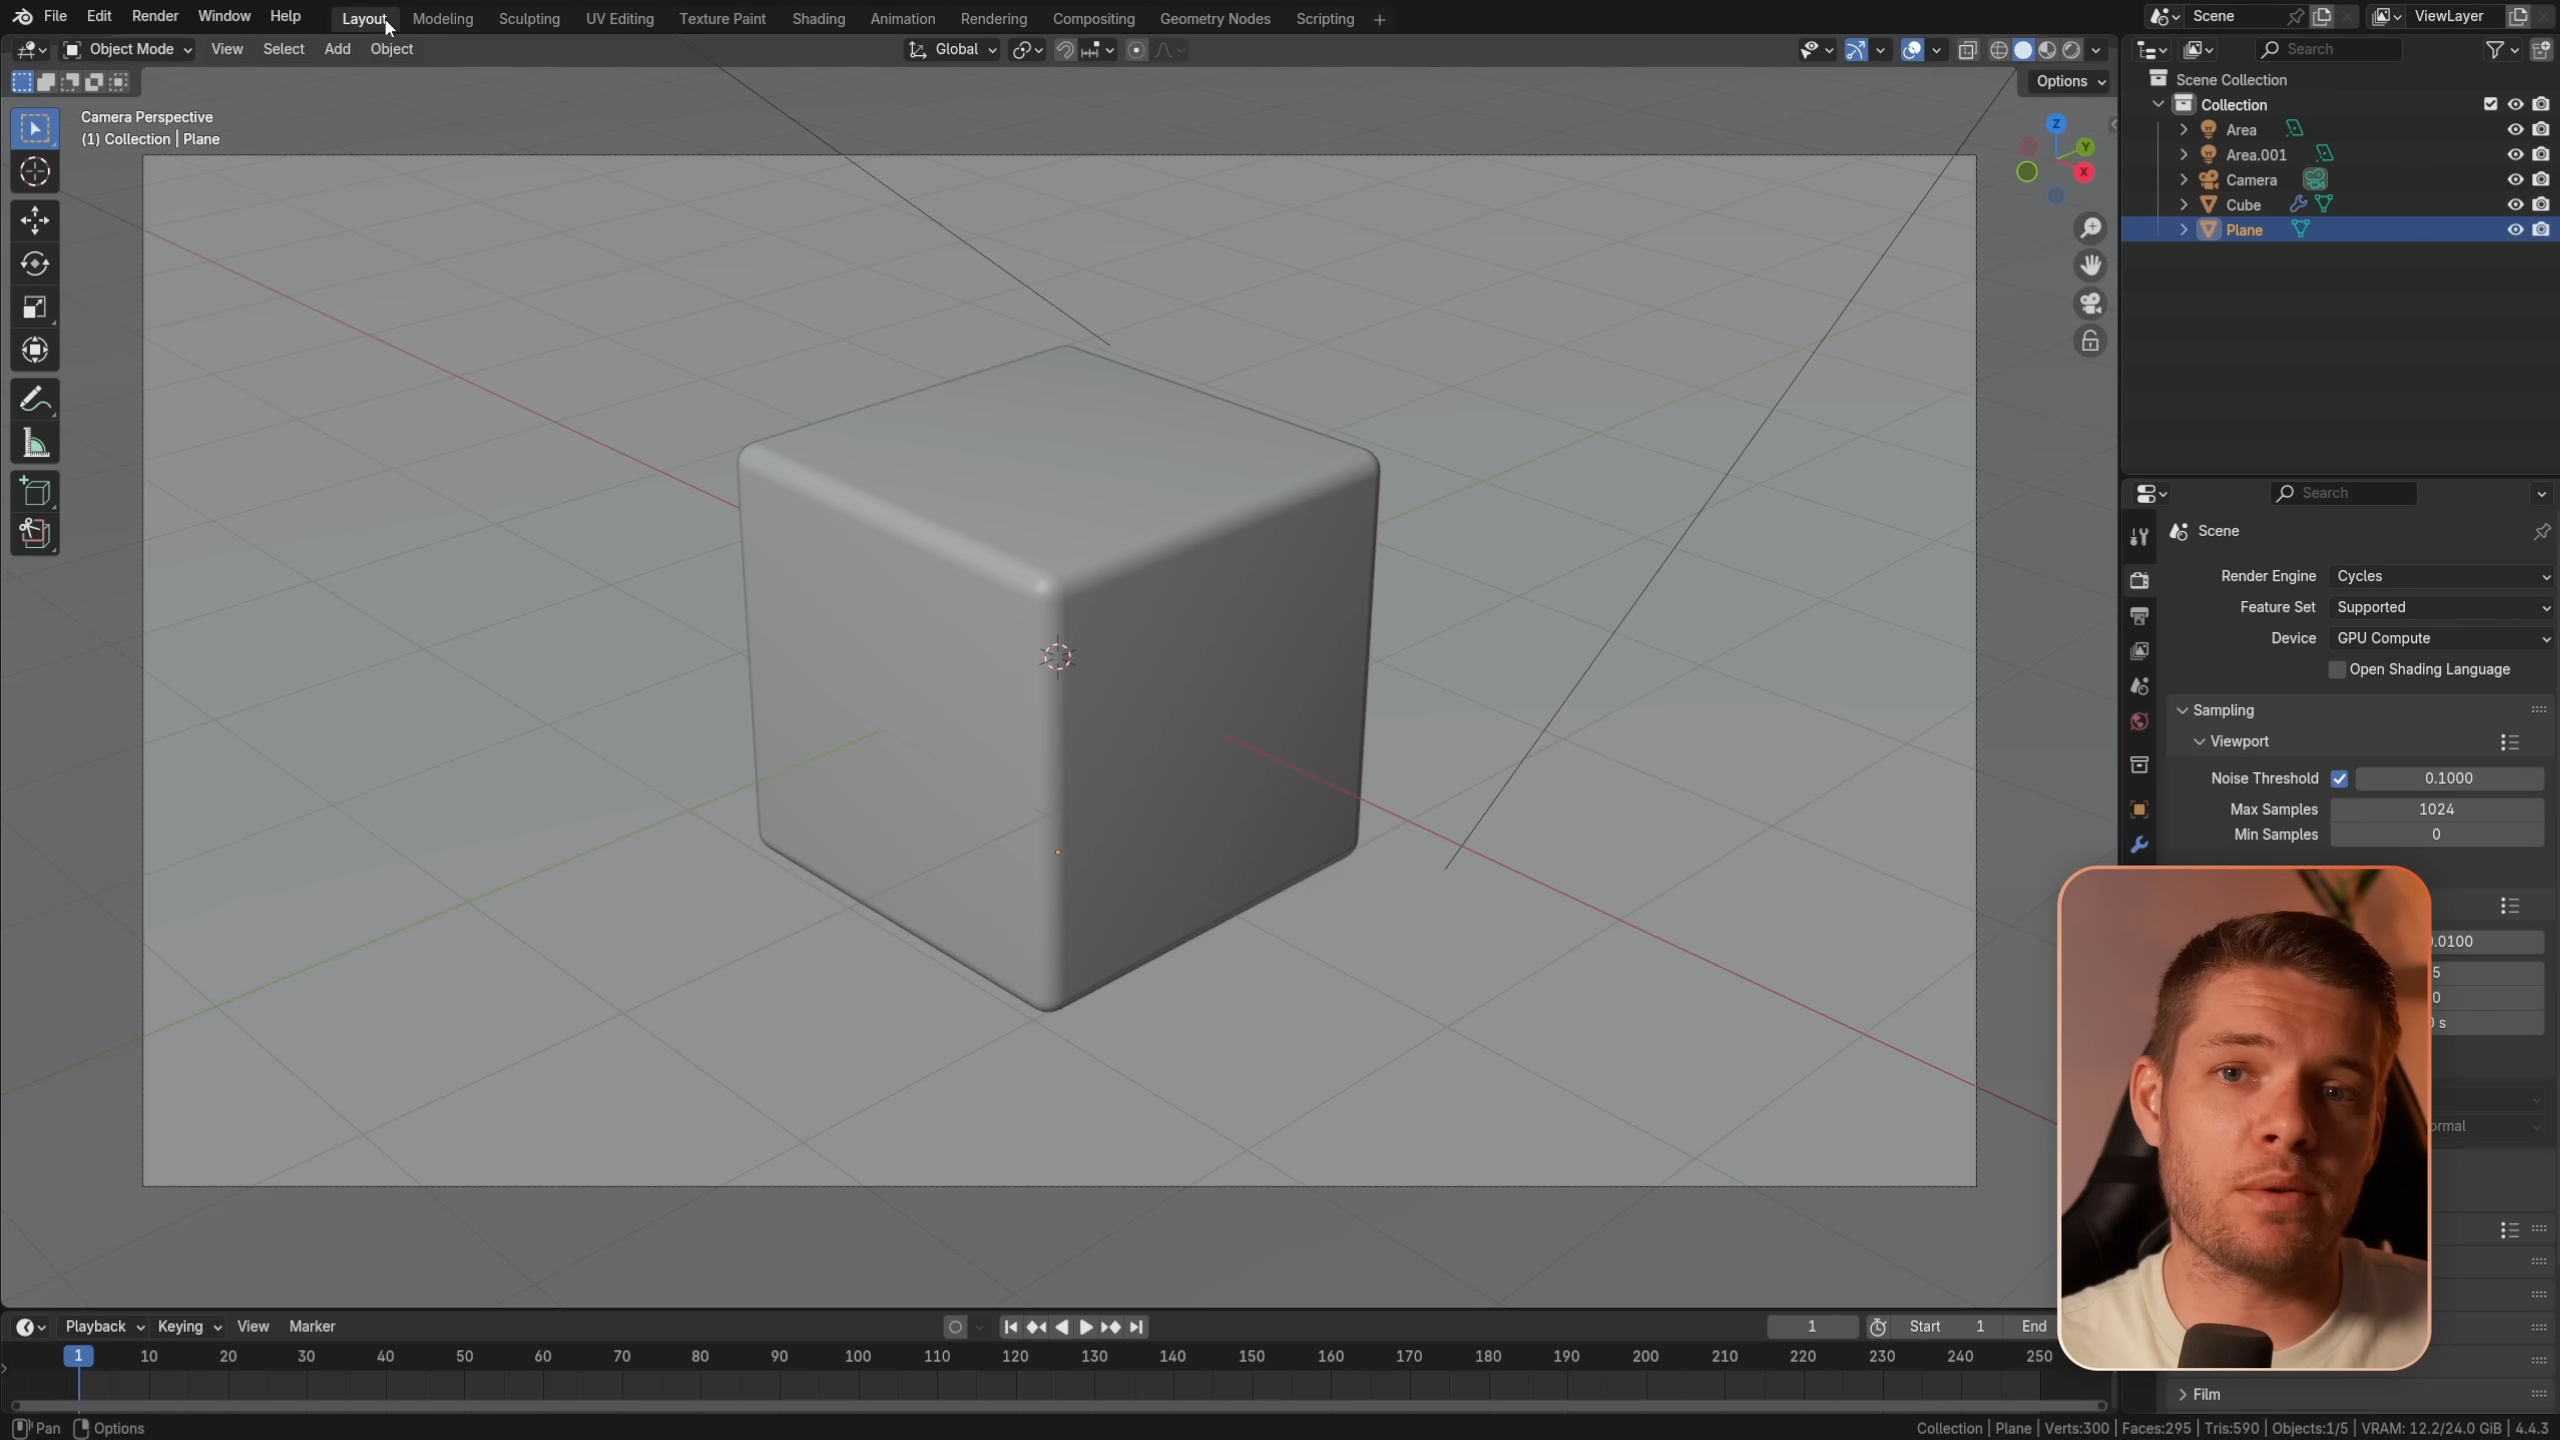 File Edit Render Window Help Layout Modeling Sculpting UV Editing Texture Paint Shading Animation Rendering Compositing Geometry Nodes Scripting + Scene ViewLayer
Object Mode View Select Add Object Global Search
Options
Camera Perspective
(1) Collection | Plane
Z
Y
X
Scene Collection
Collection
Area
Area.001
Camera
Cube
Plane
Search
Scene
Render Engine Cycles
Feature Set Supported
Device GPU Compute
Open Shading Language
Sampling
Viewport
Noise Threshold 0.1000
Max Samples 1024
Min Samples 0
.0100
5
0
s
ormal
Film
Playback Keying View Marker 1 Start 1 End
1 10 20 30 40 50 60 70 80 90 100 110 120 130 140 150 160 170 180 190 200 210 220 230 240 250
Pan Options Collection | Plane | Verts:300 | Faces:295 | Tris:590 | Objects:1/5 | VRAM: 12.2/24.0 GiB | 4.4.3